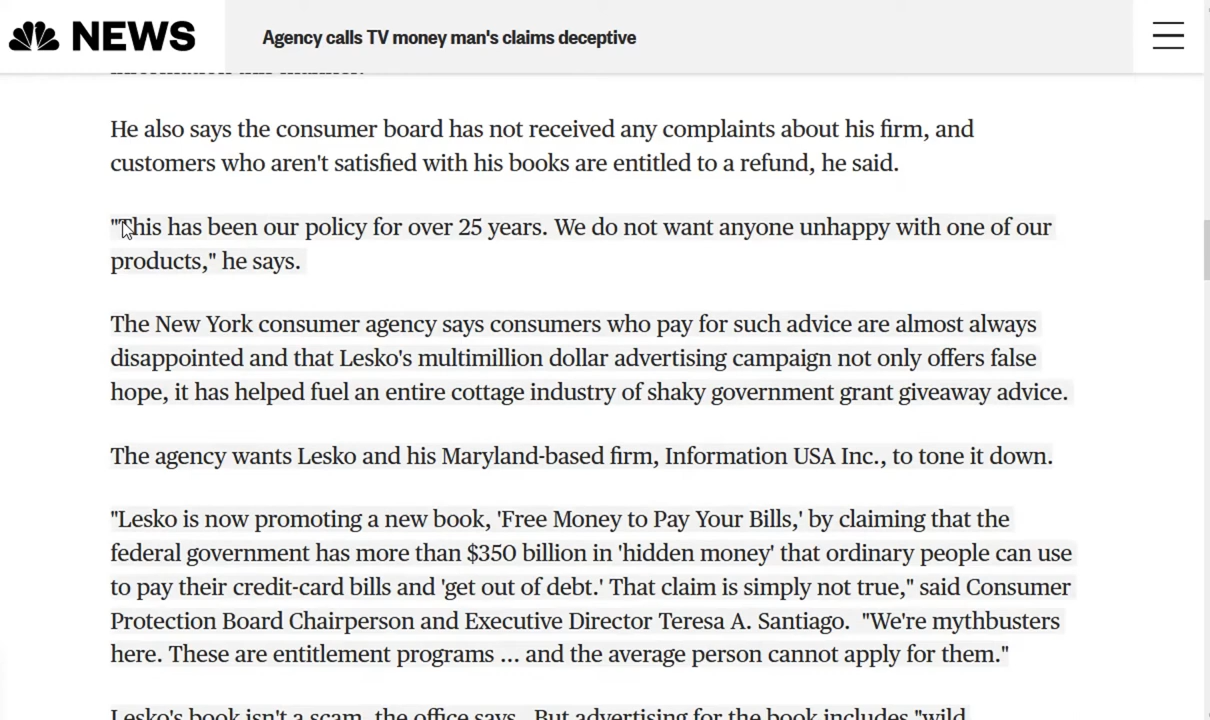 NEWS
Agency calls TV money man's claims deceptive
He also says the consumer board has not received any complaints about his firm, and
customers who aren't satisfied with his books are entitled to a refund, he said.
"This has been our policy for over 25 years. We do not want anyone unhappy with one of our
products," he says.
The New York consumer agency says consumers who pay for such advice are almost always
disappointed and that Lesko's multimillion dollar advertising campaign not only offers false
hope, it has helped fuel an entire cottage industry of shaky government grant giveaway advice.
The agency wants Lesko and his Maryland-based firm, Information USA Inc., to tone it down.
"Lesko is now promoting a new book, 'Free Money to Pay Your Bills,' by claiming that the
federal government has more than $350 billion in 'hidden money' that ordinary people can use
to pay their credit-card bills and 'get out of debt.' That claim is simply not true," said Consumer
Protection Board Chairperson and Executive Director Teresa A. Santiago. "We're mythbusters
here. These are entitlement programs ... and the average person cannot apply for them."
Lesko's book isn't a scam, the office says. But advertising for the book includes "wild